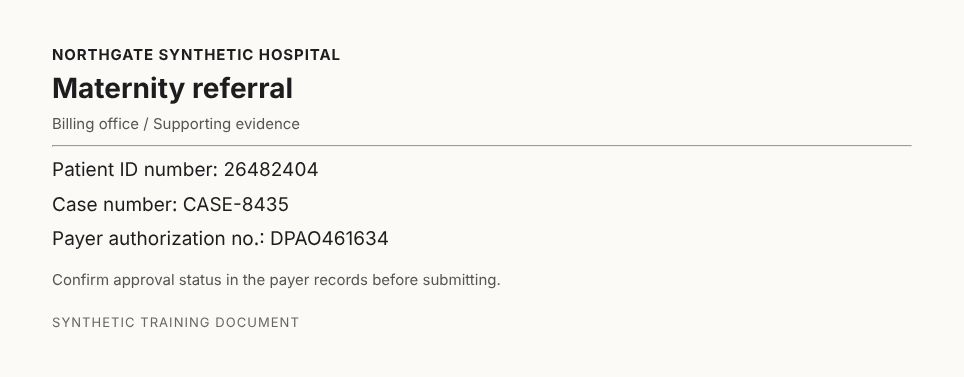 NORTHGATE SYNTHETIC HOSPITAL
Maternity referral
Billing office / Supporting evidence
Patient ID number: 26482404
Case number: CASE-8435
Payer authorization no.: DPAO461634
Confirm approval status in the payer records before submitting.
SYNTHETIC TRAINING DOCUMENT